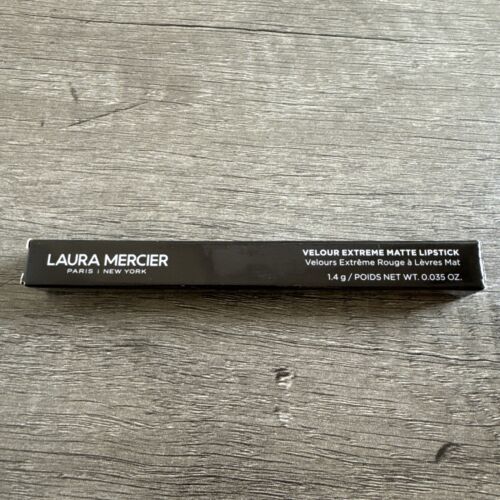 LAURA MERCIER
PARIS | NEW YORK
VELOUR EXTREME MATTE LIPSTICK
Velours Extrême Rouge à Lèvres Mat
1.4 g / POIDS NET WT. 0.035 OZ.